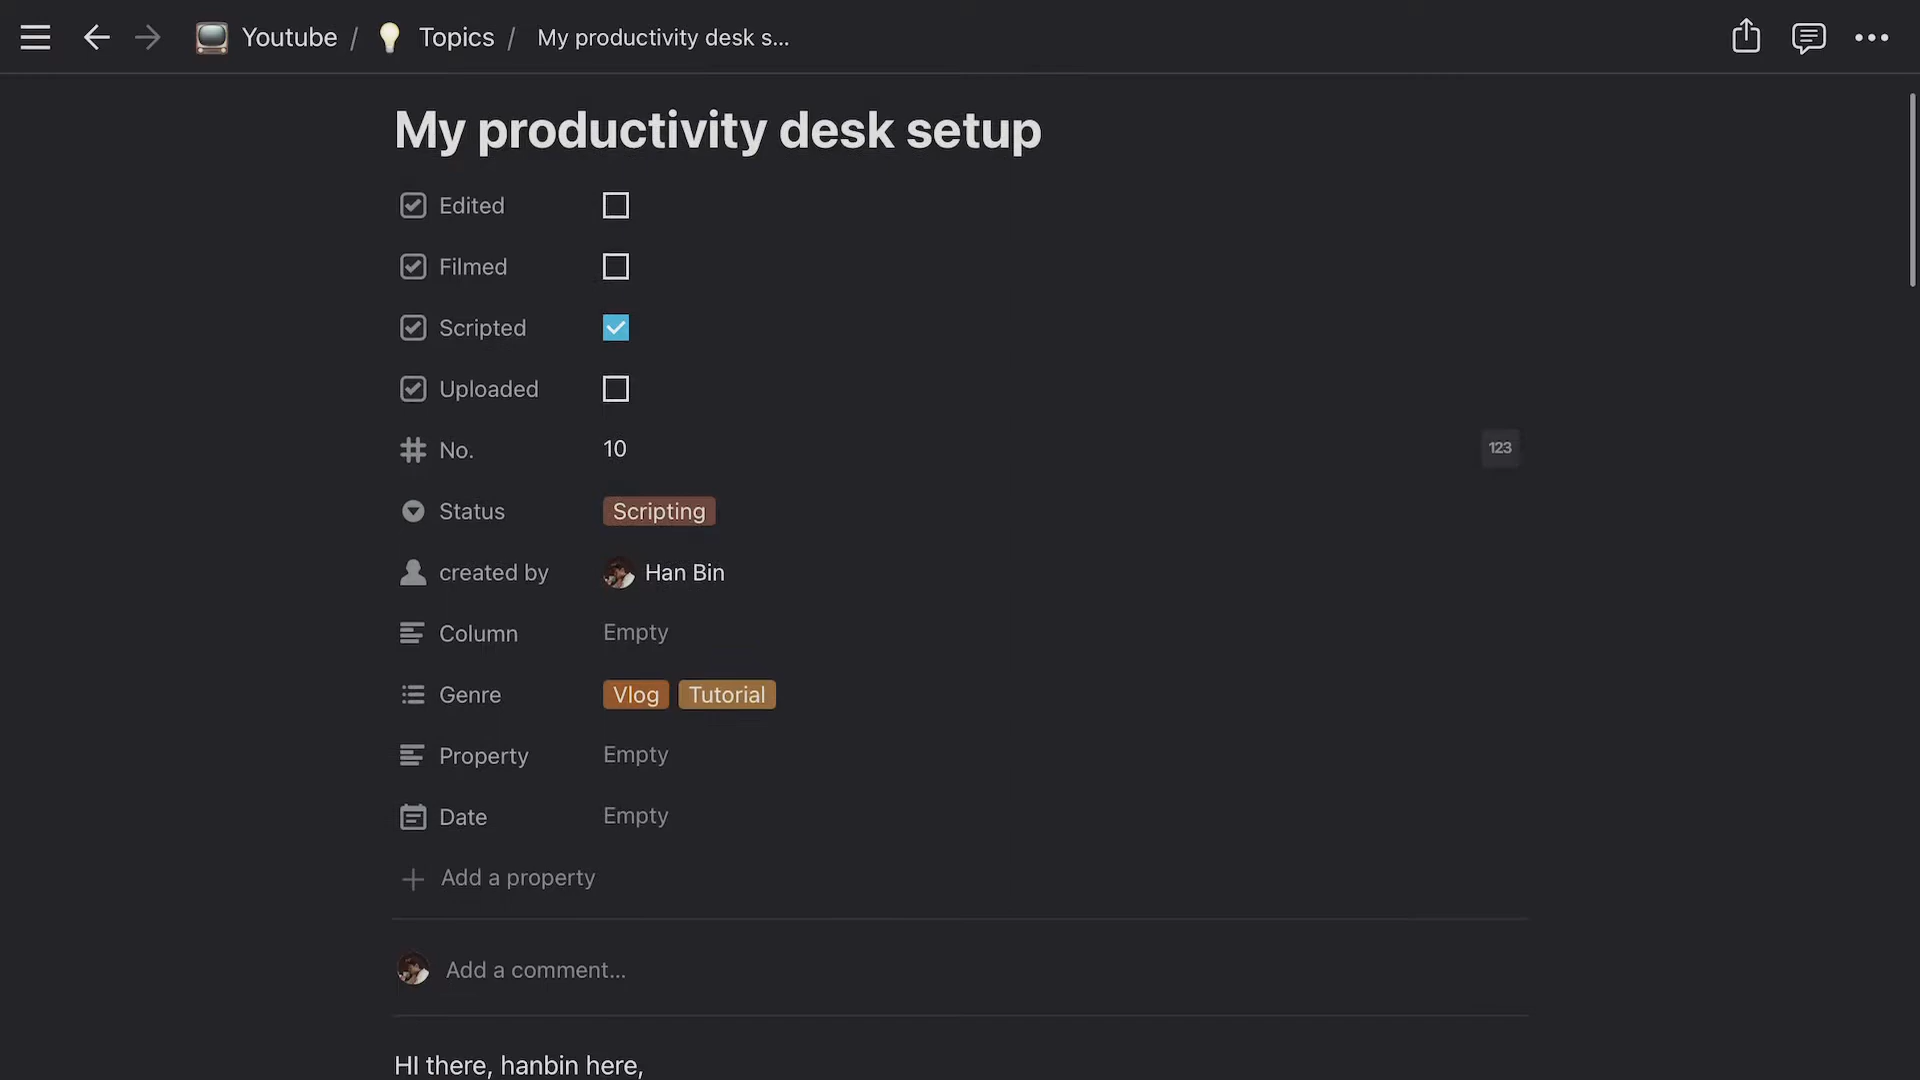 Youtube / Topics / My productivity desk s...
My productivity desk setup
Edited
Filmed
Scripted
Uploaded
No. 10 123
Status Scripting
created by Han Bin
Column Empty
Genre Vlog Tutorial
Property Empty
Date Empty
Add a property
Add a comment...
HI there, hanbin here,